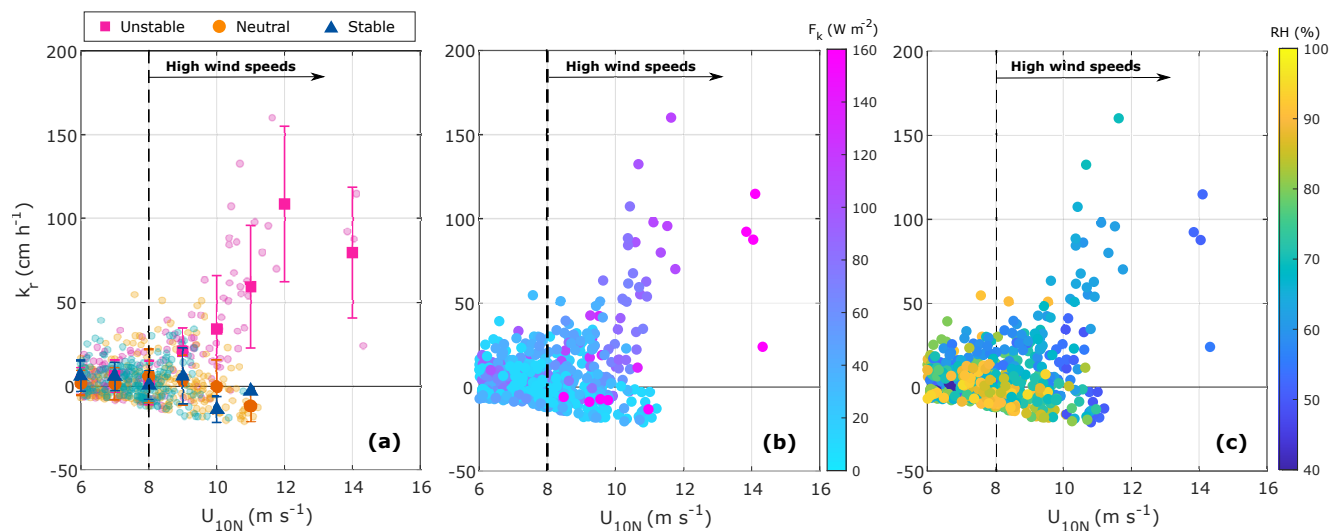 Unstable Neutral Stable
F_k (W m^-2)
RH (%)
200
150
100
50
0
-50
k_r (cm h^-1)
High wind speeds
(a)
6 8 10 12 14 16
U_10N (m s^-1)
200
150
100
50
0
-50
High wind speeds
(b)
6 8 10 12 14 16
U_10N (m s^-1)
160
140
120
100
80
60
40
20
0
200
150
100
50
0
-50
High wind speeds
(c)
6 8 10 12 14 16
U_10N (m s^-1)
100
90
80
70
60
50
40